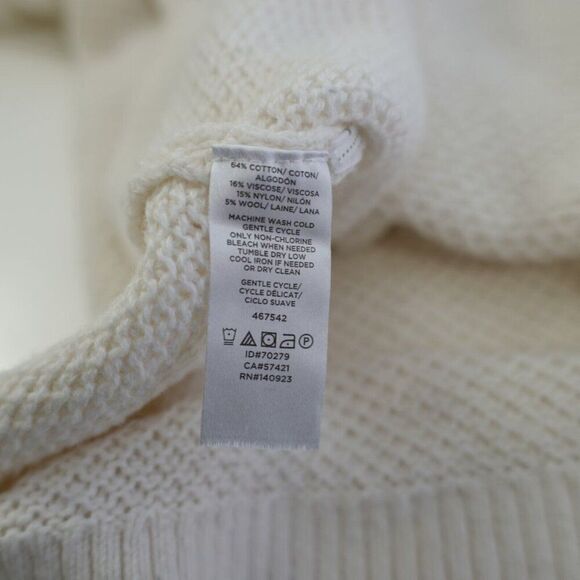 64% COTTON/ COTON/
ALGODÓN
16% VISCOSE/ VISCOSA
15% NYLON/ NILÓN
5% WOOL/ LAINE/ LANA
MACHINE WASH COLD
GENTLE CYCLE
ONLY NON-CHLORINE
BLEACH WHEN NEEDED
TUMBLE DRY LOW
COOL IRON IF NEEDED
OR DRY CLEAN
GENTLE CYCLE/
CYCLE DÉLICAT/
CICLO SUAVE
467542
P
ID#70279
CA#57421
RN#140923